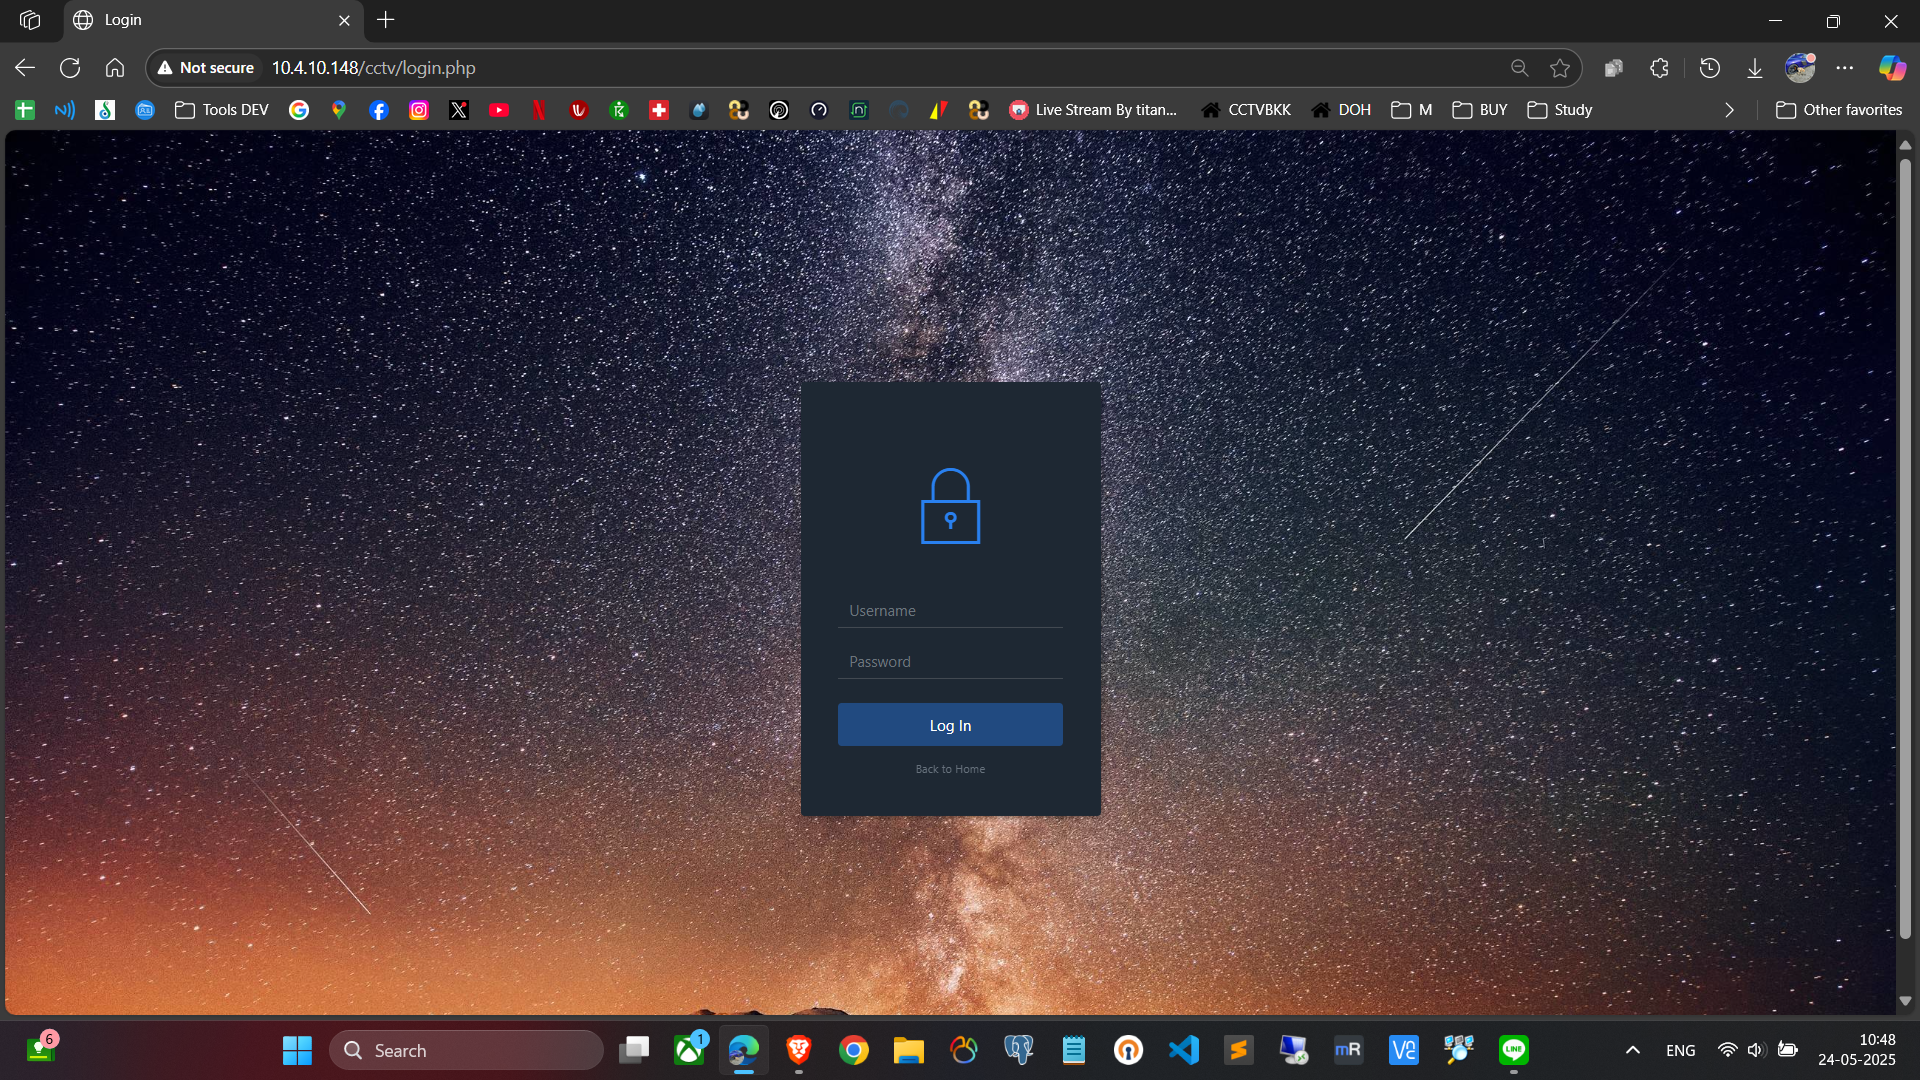 Login
Not secure
10.4.10.148/cctv/login.php
Tools DEV
Live Stream By titan...
CCTVBKK
DOH
M
BUY
Study
Other favorites
Username
Password
Log In
Back to Home
6
Search
1
mR
LINE
ENG
10:48
24-05-2025